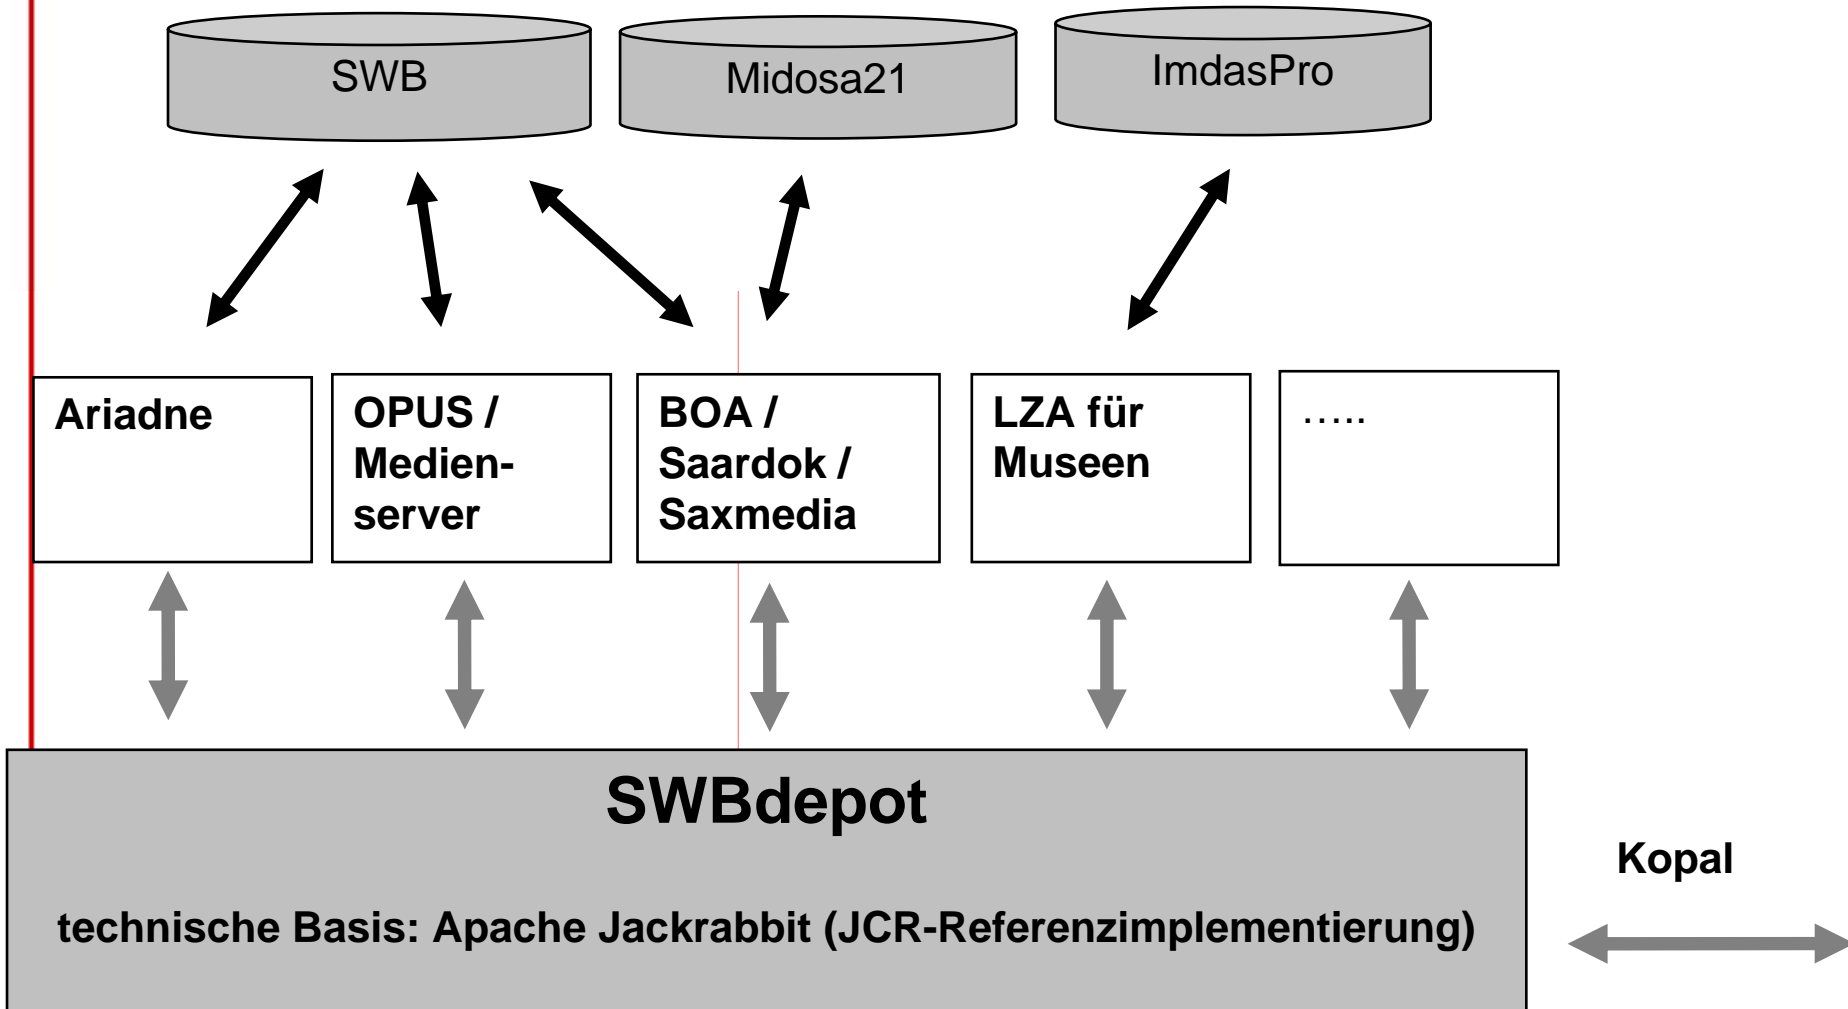 SWB
Midosa21
ImdasPro
Ariadne
OPUS /
Medien-
server
BOA /
Saardok /
Saxmedia
LZA für
Museen
…..
SWBdepot
technische Basis: Apache Jackrabbit (JCR-Referenzimplementierung)
Kopal